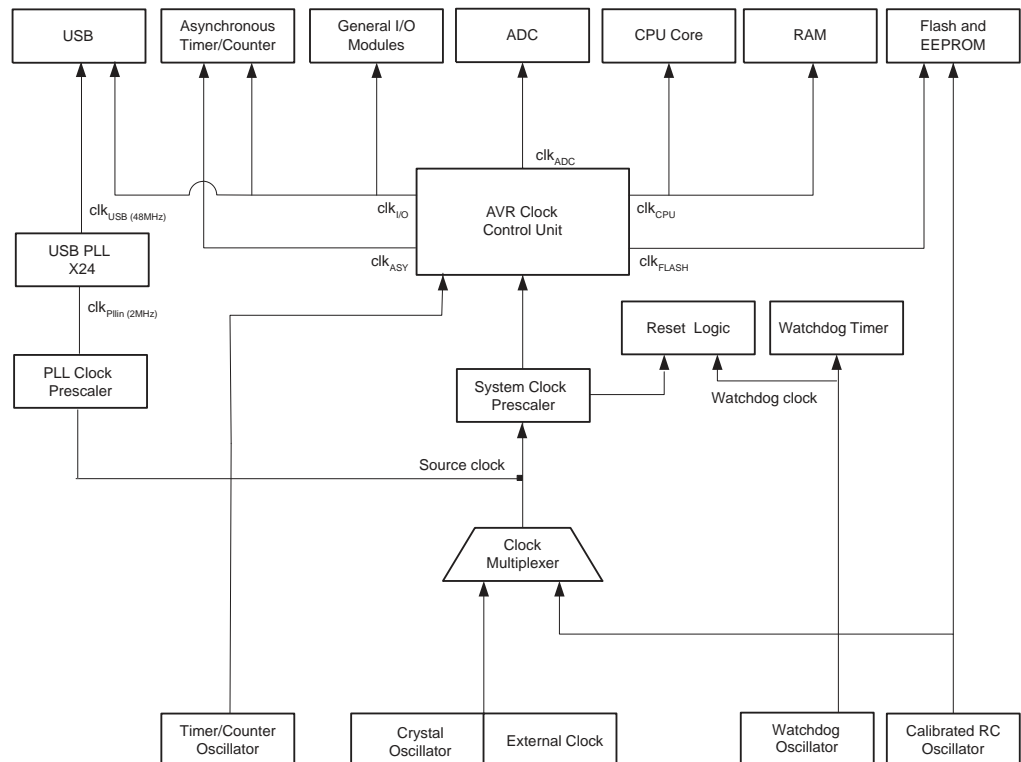 USB
Asynchronous
Timer/Counter
General I/O
Modules
ADC
CPU Core
RAM
Flash and
EEPROM
clkADC
clkI/O
AVR Clock
Control Unit
clkCPU
clkUSB (48MHz)
USB PLL
X24
clkASY
clkFLASH
clkPllin (2MHz)
Reset Logic
Watchdog Timer
PLL Clock
Prescaler
System Clock
Prescaler
Watchdog clock
Source clock
Clock
Multiplexer
Timer/Counter
Oscillator
Crystal
Oscillator
External Clock
Watchdog
Oscillator
Calibrated RC
Oscillator